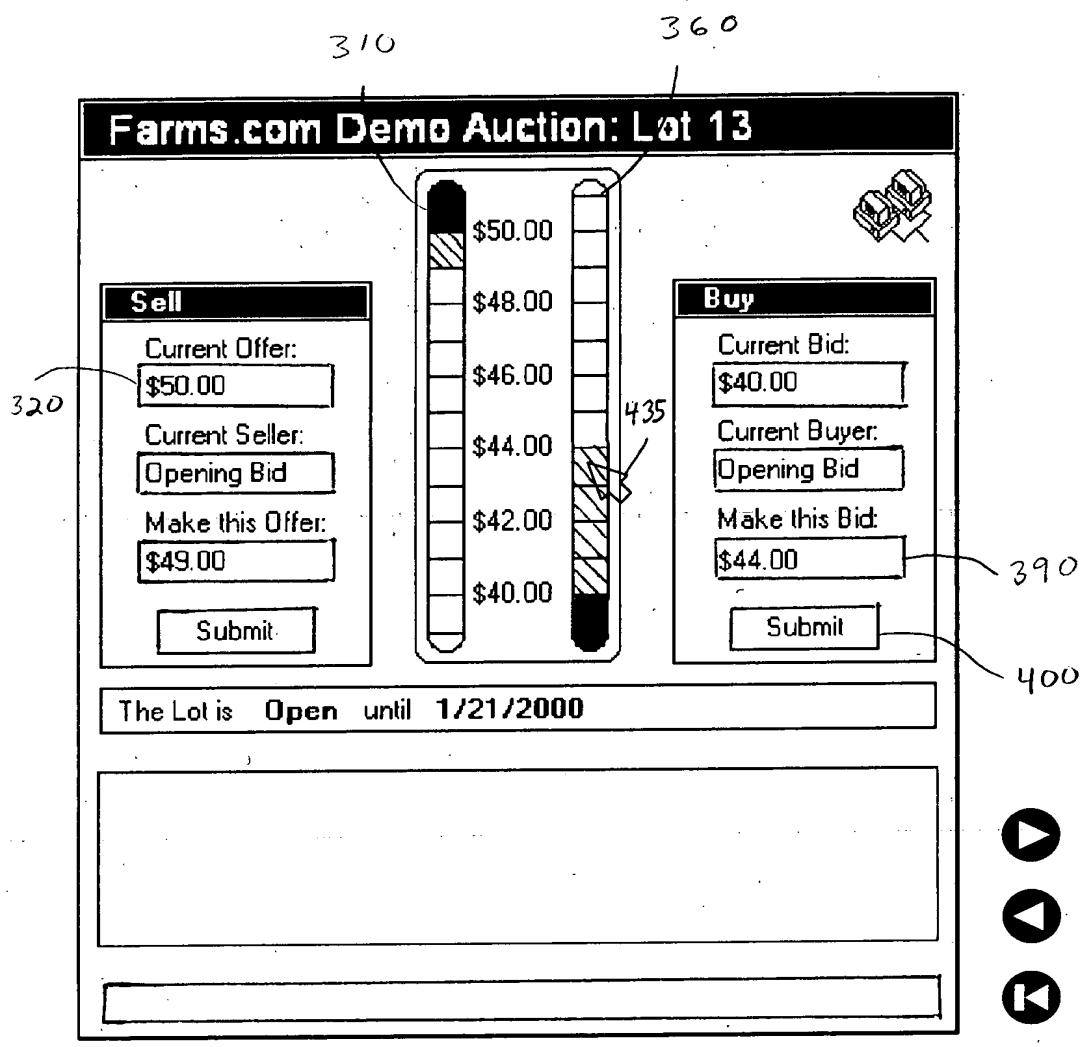 310
360
Farms.com Demo Auction: Lot 13
$50.00
$48.00
$46.00
$44.00
$42.00
$40.00
Sell
Current Offer:
$50.00
Current Seller:
Opening Bid
Make this Offer:
$49.00
Submit
320
435
Buy
Current Bid:
$40.00
Current Buyer:
Opening Bid
Make this Bid:
$44.00
Submit
390
400
The Lot is Open until 1/21/2000